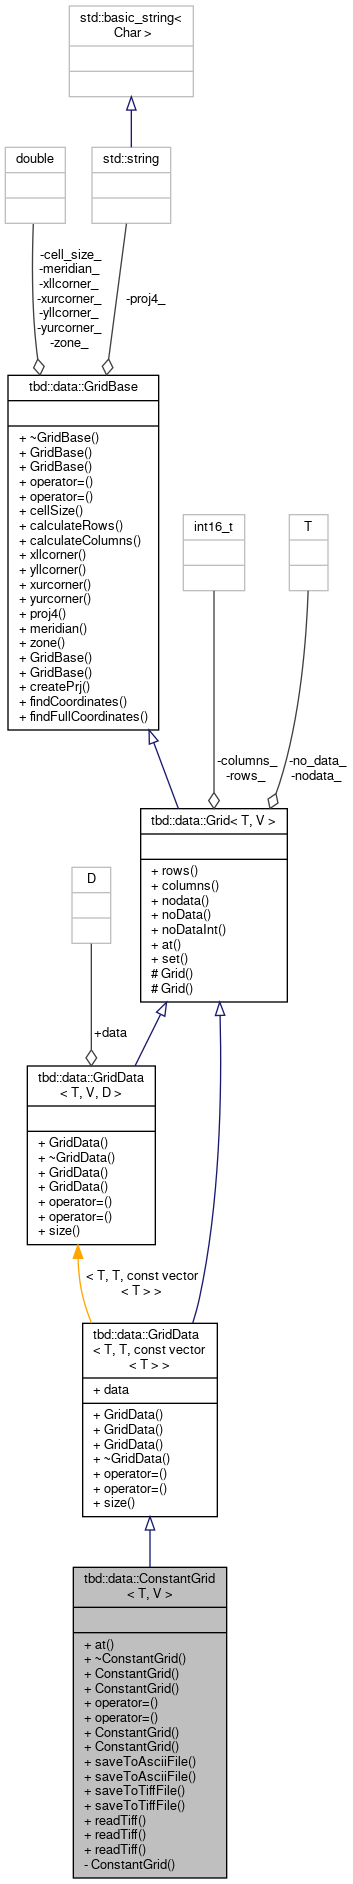 std::basic_string<
Char >
double
std::string
-cell_size_
-meridian_
-xllcorner_
-xurcorner_
-yllcorner_
-yurcorner_
-zone_
-proj4_
tbd::data::GridBase
+ ~GridBase()
+ GridBase()
+ GridBase()
+ operator=()
+ operator=()
+ cellSize()
+ calculateRows()
+ calculateColumns()
+ xllcorner()
+ yllcorner()
+ xurcorner()
+ yurcorner()
+ proj4()
+ meridian()
+ zone()
+ GridBase()
+ GridBase()
+ createPrj()
+ findCoordinates()
+ findFullCoordinates()
int16_t
T
-columns_
-rows_
-no_data_
-nodata_
tbd::data::Grid< T, V >
+ rows()
+ columns()
+ nodata()
+ noData()
+ noDataInt()
+ at()
+ set()
# Grid()
# Grid()
D
+data
tbd::data::GridData
< T, V, D >
+ GridData()
+ ~GridData()
+ GridData()
+ GridData()
+ operator=()
+ operator=()
+ size()
< T, T, const vector
< T > >
tbd::data::GridData
< T, T, const vector
< T > >
+ data
+ GridData()
+ GridData()
+ GridData()
+ ~GridData()
+ operator=()
+ operator=()
+ size()
tbd::data::ConstantGrid
< T, V >
+ at()
+ ~ConstantGrid()
+ ConstantGrid()
+ ConstantGrid()
+ operator=()
+ operator=()
+ ConstantGrid()
+ ConstantGrid()
+ saveToAsciiFile()
+ saveToAsciiFile()
+ saveToTiffFile()
+ saveToTiffFile()
+ readTiff()
+ readTiff()
+ readTiff()
- ConstantGrid()